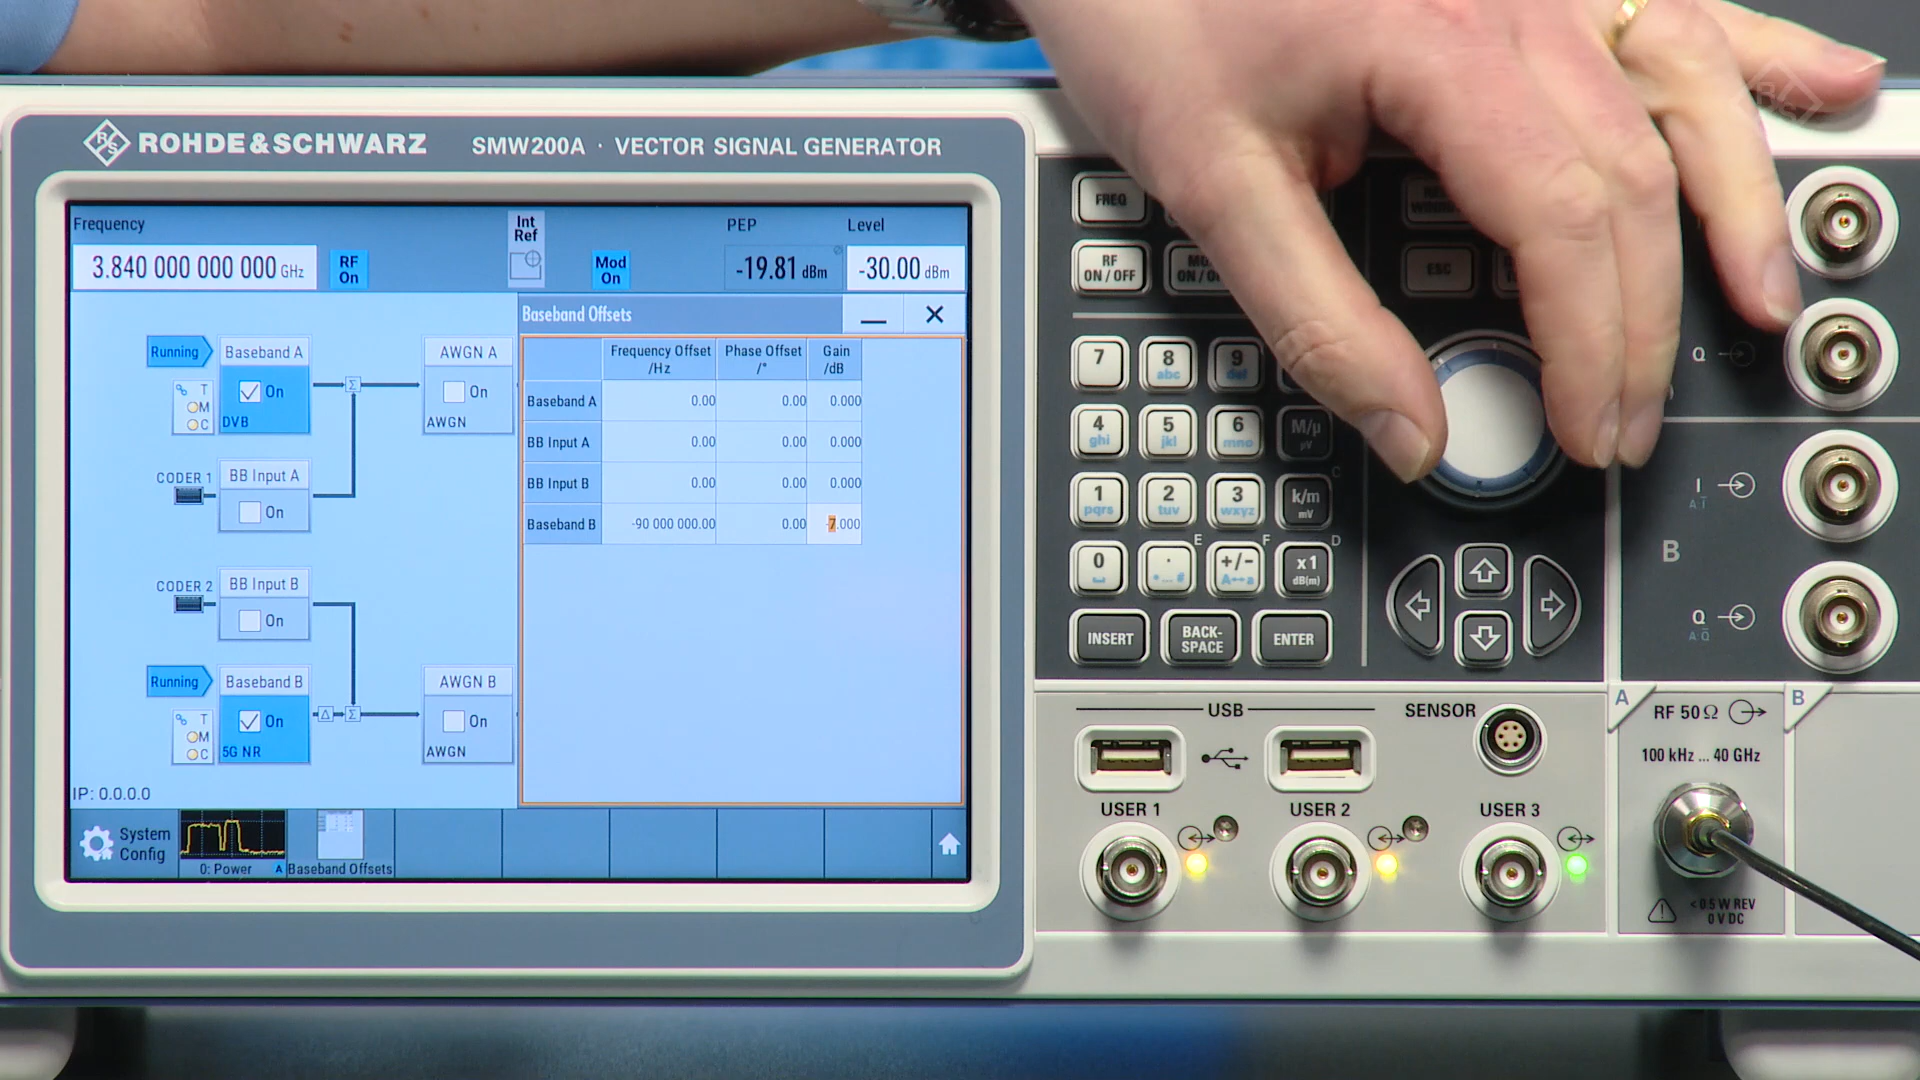 ROHDE & SCHWARZ
SMW200A · VECTOR SIGNAL GENERATOR
Frequency
3.840 000 000 000 GHz
RF
On
Int
Ref
Mod
On
PEP
-19.81 dBm
Level
-30.00 dBm
Running
Baseband A
On
DVB
T
M
C
AWGN A
On
AWGN
CODER 1
BB Input A
On
CODER 2
BB Input B
On
Running
Baseband B
On
5G NR
T
M
C
AWGN B
On
AWGN
IP: 0.0.0.0
Baseband Offsets
Frequency Offset
/Hz
Phase Offset
/°
Gain
/dB
Baseband A 0.00 0.00 0.000
BB Input A 0.00 0.00 0.000
BB Input B 0.00 0.00 0.000
Baseband B -90 000 000.00 0.00 -7.000
System
Config
0: Power
A Baseband Offsets
FREQ
RF
ON / OFF
ESC
7
8
abc
9
4
ghi
5
jkl
6
mno
M/µ
µV
1
pqrs
2
tuv
3
wxyz
k/m
mV
C
0
.
E
+/-
A↔a
F
x1
dB(m)
D
INSERT
BACK-
SPACE
ENTER
Q
I
B
Q
USB
SENSOR
USER 1
USER 2
USER 3
A
RF 50 Ω
100 kHz ... 40 GHz
< 0.5 W REV
0 V DC
B
R
S